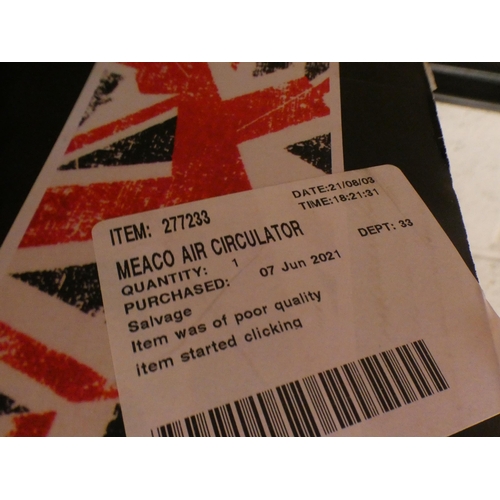 DATE:21/08/03
TIME:18:21:31
ITEM: 277233
MEACO AIR CIRCULATOR
QUANTITY: 1 DEPT: 33
PURCHASED: 07 Jun 2021
Salvage
Item was of poor quality
item started clicking